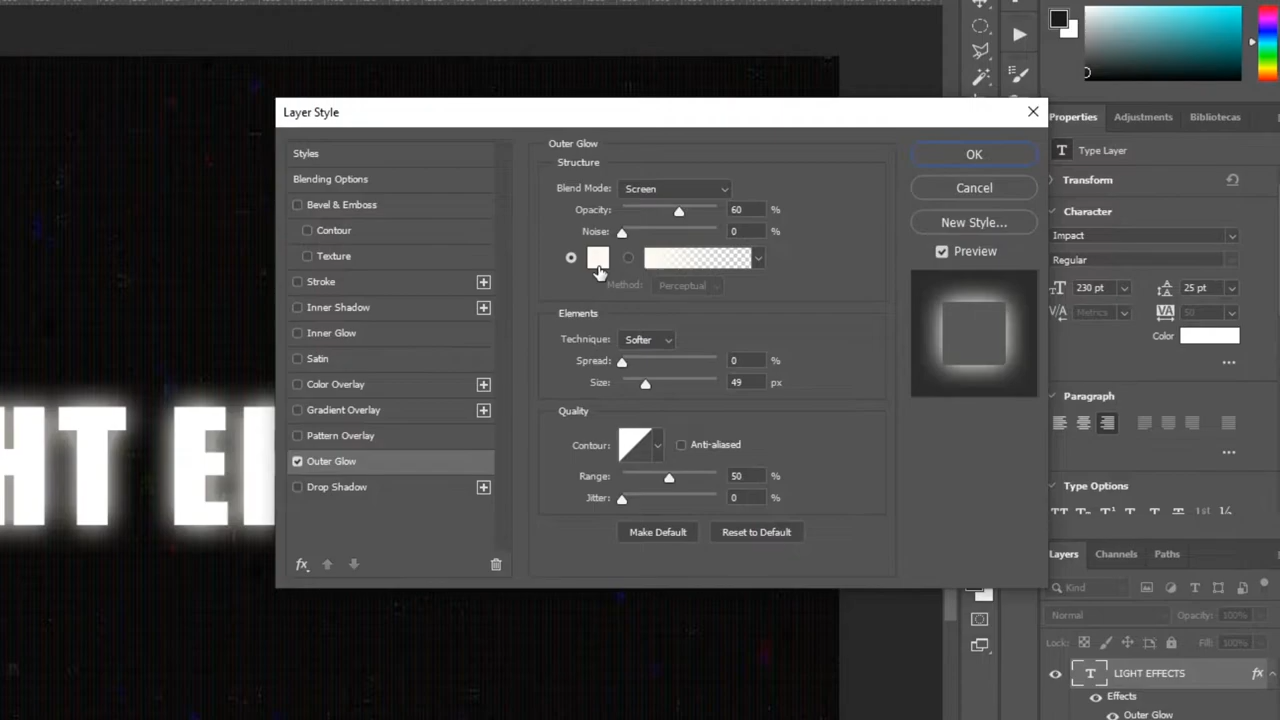 Layer Style
Styles
Blending Options
Bevel & Emboss
Contour
Texture
Stroke
Inner Shadow
Inner Glow
Satin
Color Overlay
Gradient Overlay
Pattern Overlay
Outer Glow
Drop Shadow
fx
Outer Glow
Structure
Blend Mode: Screen
Opacity: 60 %
Noise: 0 %
Method: Perceptual
Elements
Technique: Softer
Spread: 0 %
Size: 49 px
Quality
Contour: Anti-aliased
Range: 50 %
Jitter: 0 %
Make Default Reset to Default
OK
Cancel
New Style...
Preview
HT E
Properties Adjustments Bibliotecas
T Type Layer
Transform
Character
Impact
Regular
230 pt 25 pt
Metrics 50
Color
Paragraph
Type Options
Layers Channels Paths
Kind
Normal Opacity: 100%
Lock: Fill: 100%
T LIGHT EFFECTS fx
Effects
Outer Glow